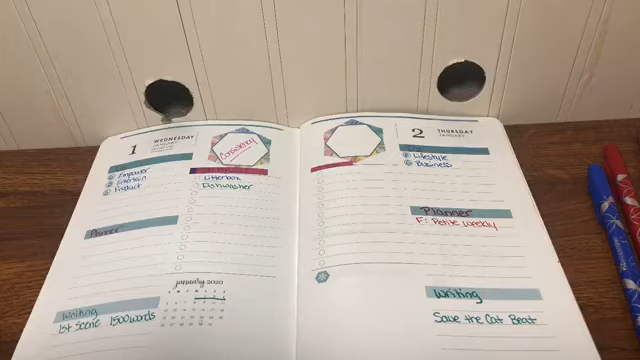 1
WEDNESDAY
JANUARY
Consistency
Empower
Entertain
Product
Litterbox
Dishwasher
Planner
january 2020
Writing
1st Scene 1500 words
2 THURSDAY
JANUARY
Lifestyle
Business
Planner
F: Petite Weekly
Writing
Save the Cat Beat